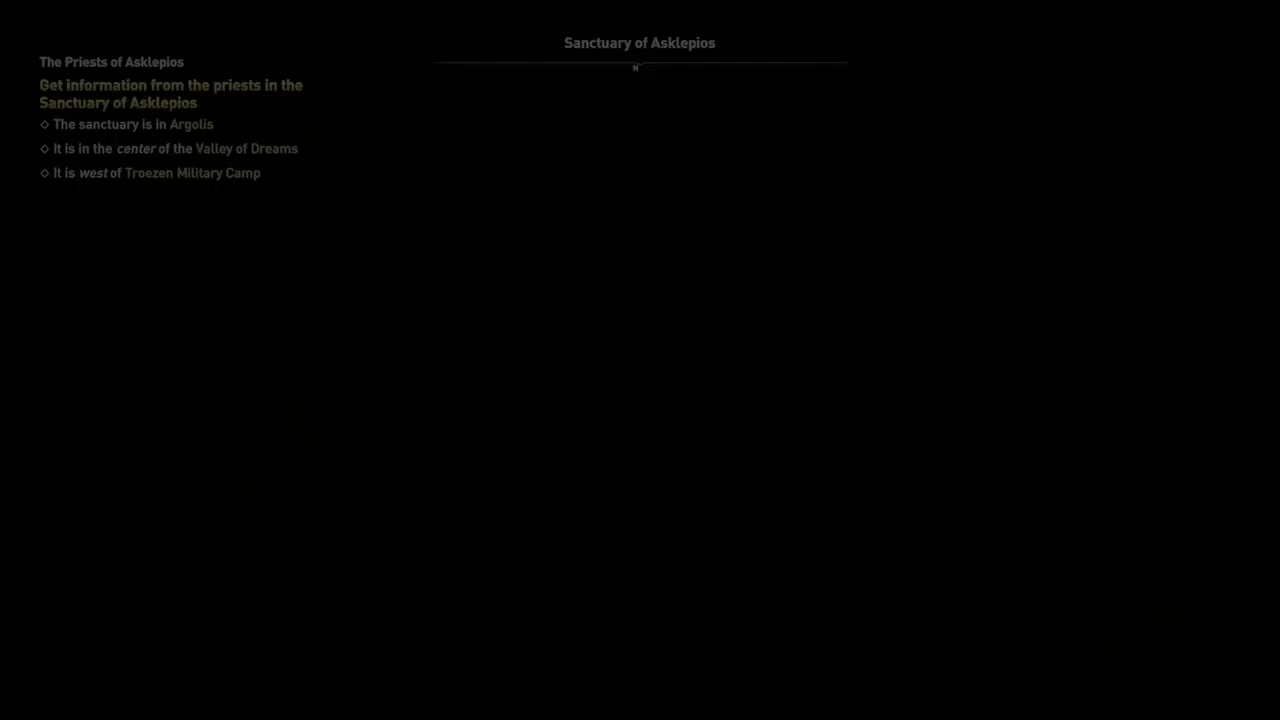 Sanctuary of Asklepios
N
The Priests of Asklepios
Get information from the priests in the
Sanctuary of Asklepios
◇ The sanctuary is in Argolis
◇ It is in the center of the Valley of Dreams
◇ It is west of Troezen Military Camp